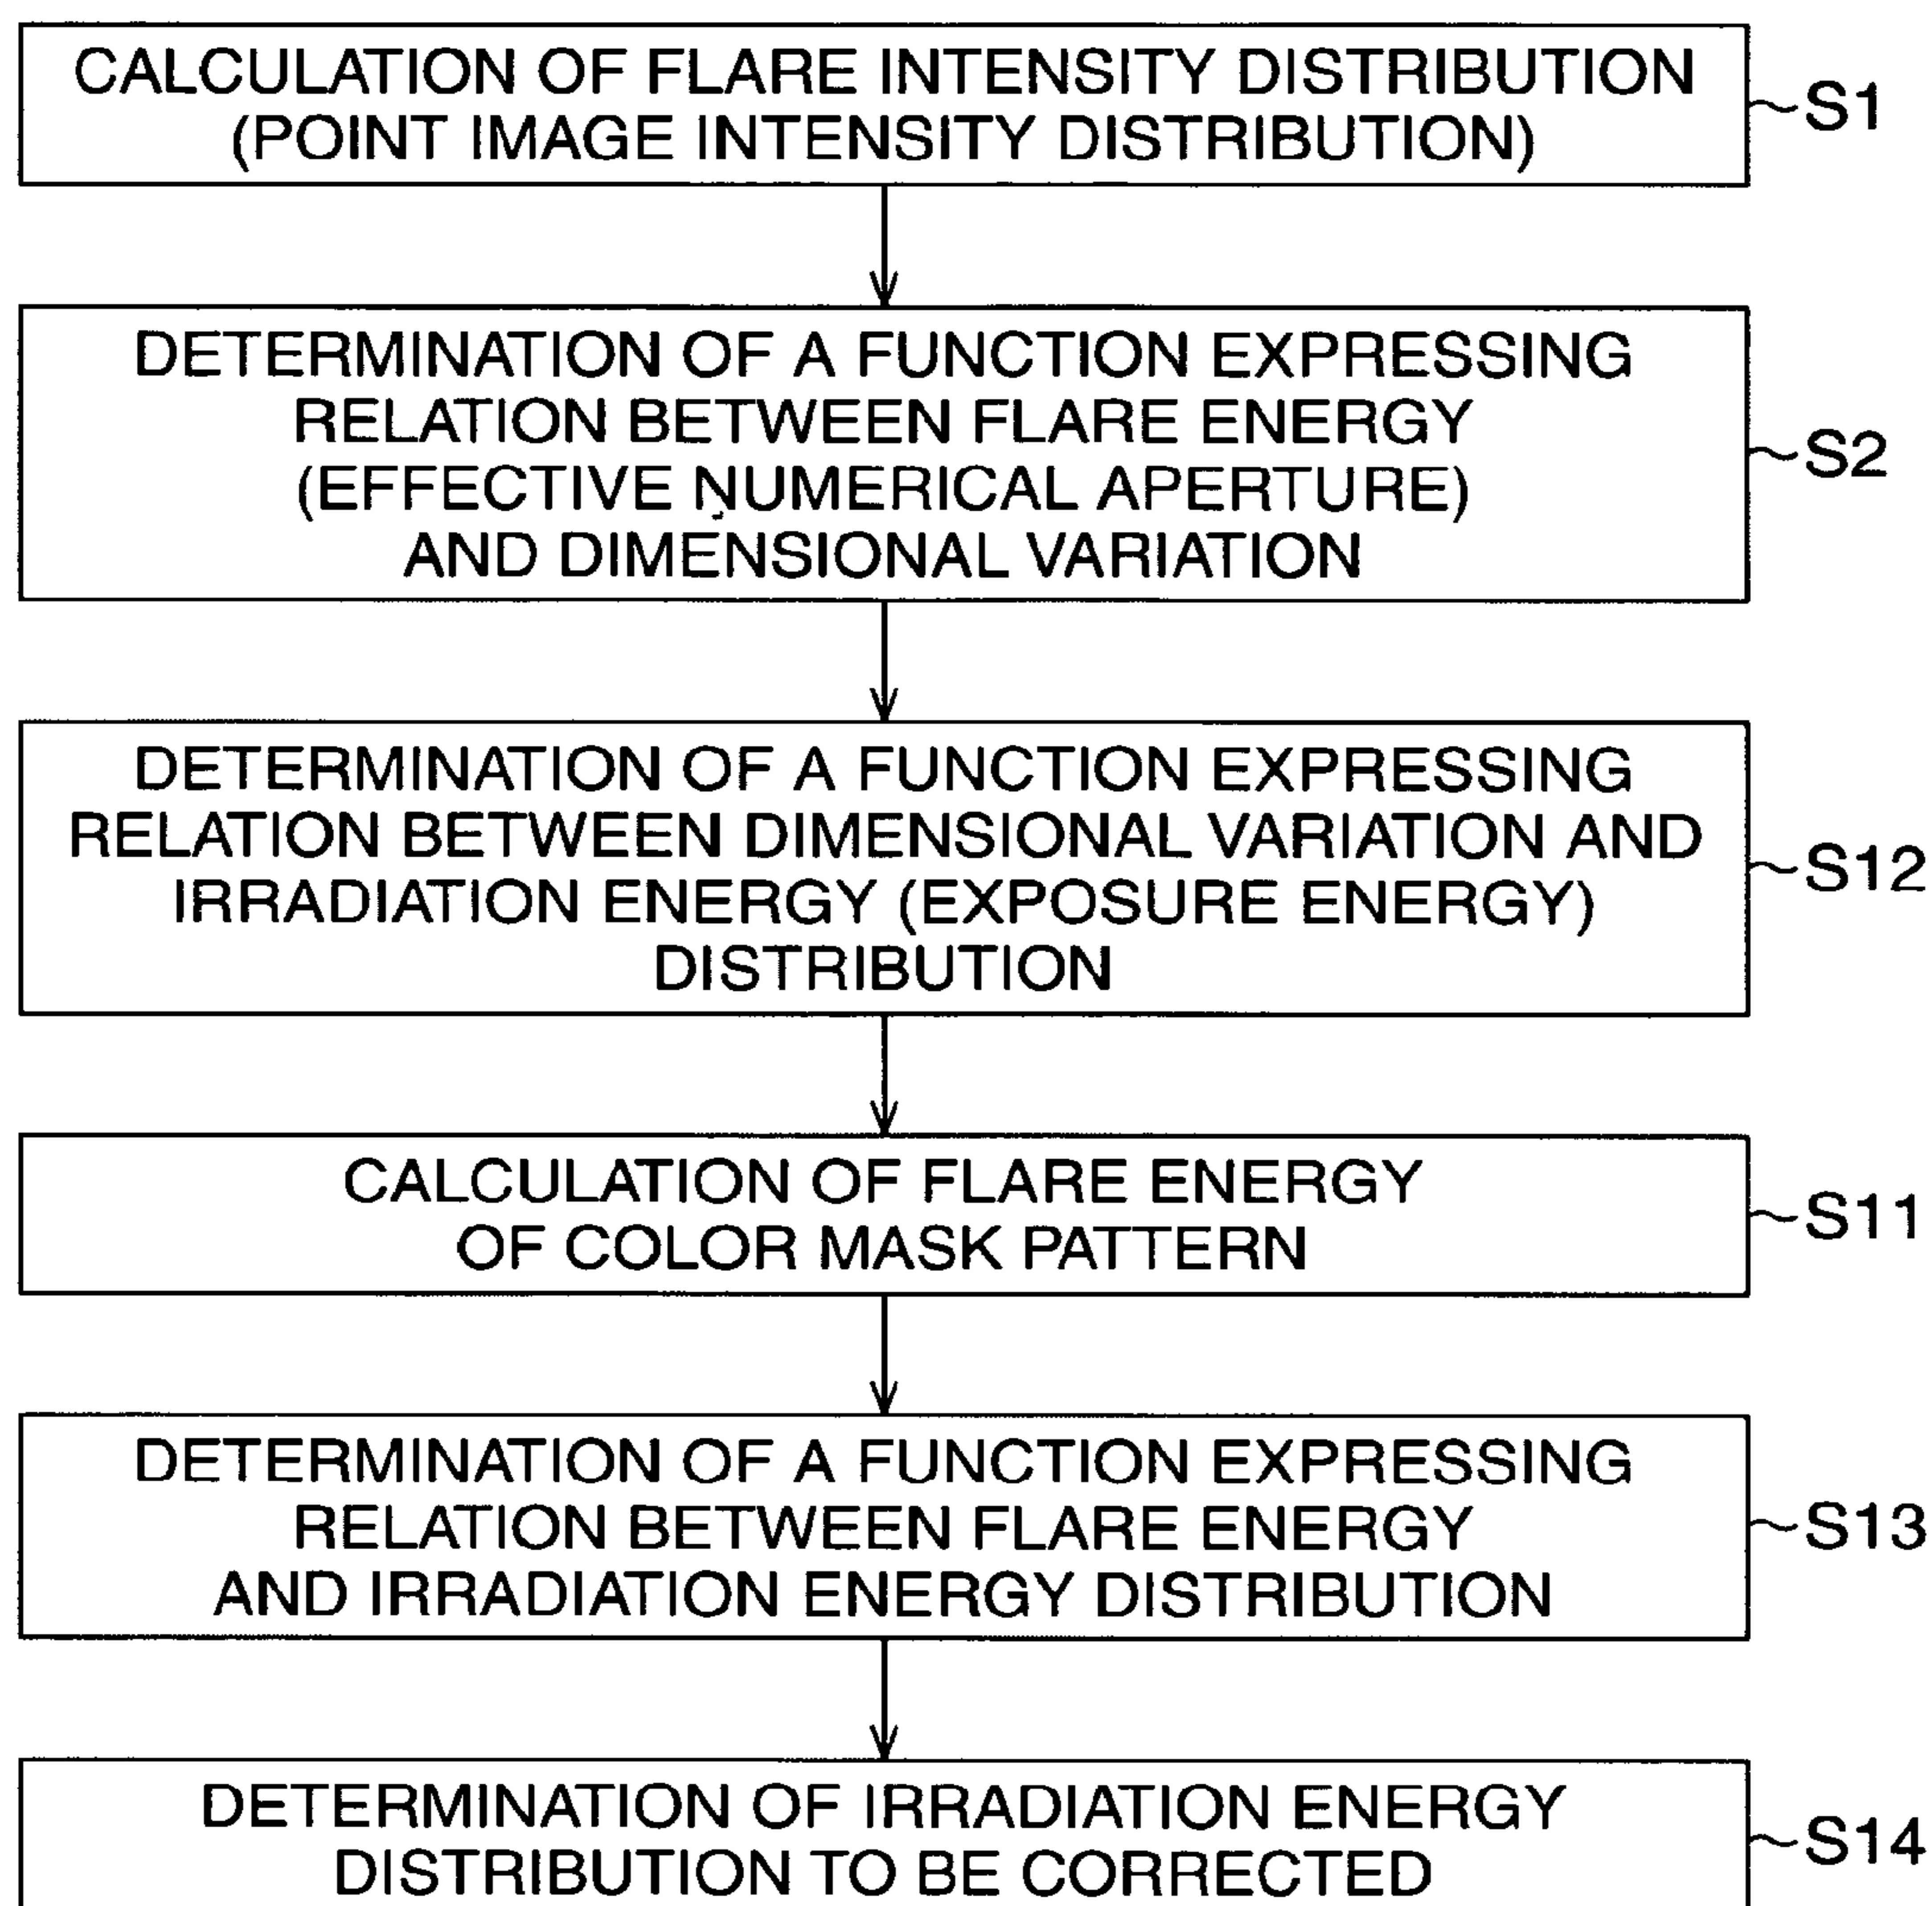 CALCULATION OF FLARE INTENSITY DISTRIBUTION
(POINT IMAGE INTENSITY DISTRIBUTION)
S1
DETERMINATION OF A FUNCTION EXPRESSING
RELATION BETWEEN FLARE ENERGY
(EFFECTIVE NUMERICAL APERTURE)
AND DIMENSIONAL VARIATION
S2
DETERMINATION OF A FUNCTION EXPRESSING
RELATION BETWEEN DIMENSIONAL VARIATION AND
IRRADIATION ENERGY (EXPOSURE ENERGY)
DISTRIBUTION
S12
CALCULATION OF FLARE ENERGY
OF COLOR MASK PATTERN
S11
DETERMINATION OF A FUNCTION EXPRESSING
RELATION BETWEEN FLARE ENERGY
AND IRRADIATION ENERGY DISTRIBUTION
S13
DETERMINATION OF IRRADIATION ENERGY
DISTRIBUTION TO BE CORRECTED
S14